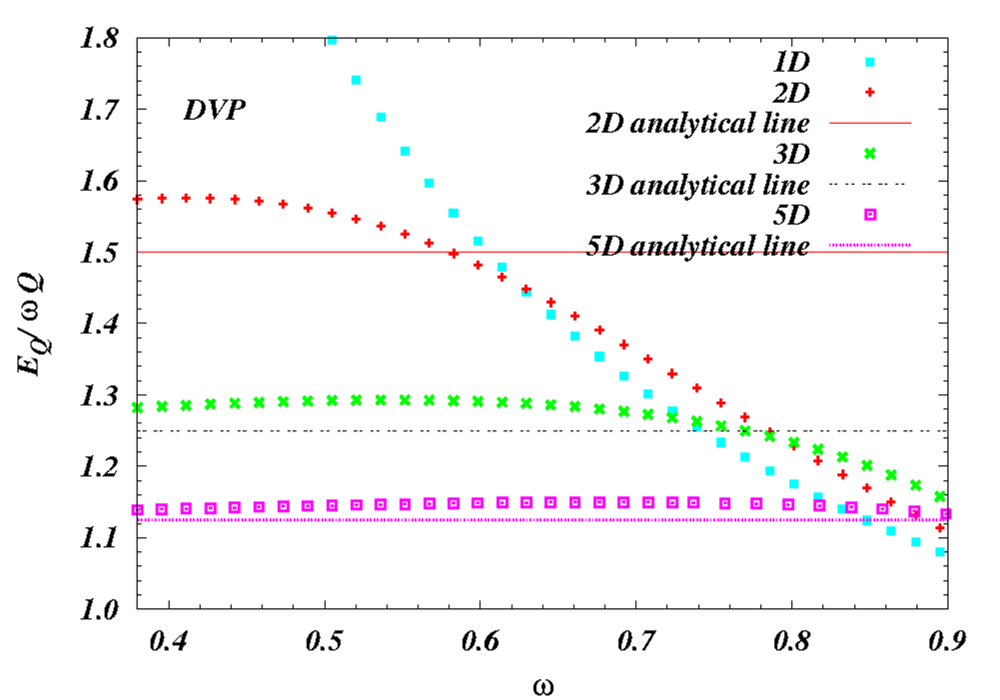 1.8
1.7
1.6
1.5
1.4
1.3
1.2
1.1
1.0
E_Q/ωQ
DVP
1D
2D
2D analytical line
3D
3D analytical line
5D
5D analytical line
0.4 0.5 0.6 0.7 0.8 0.9
ω